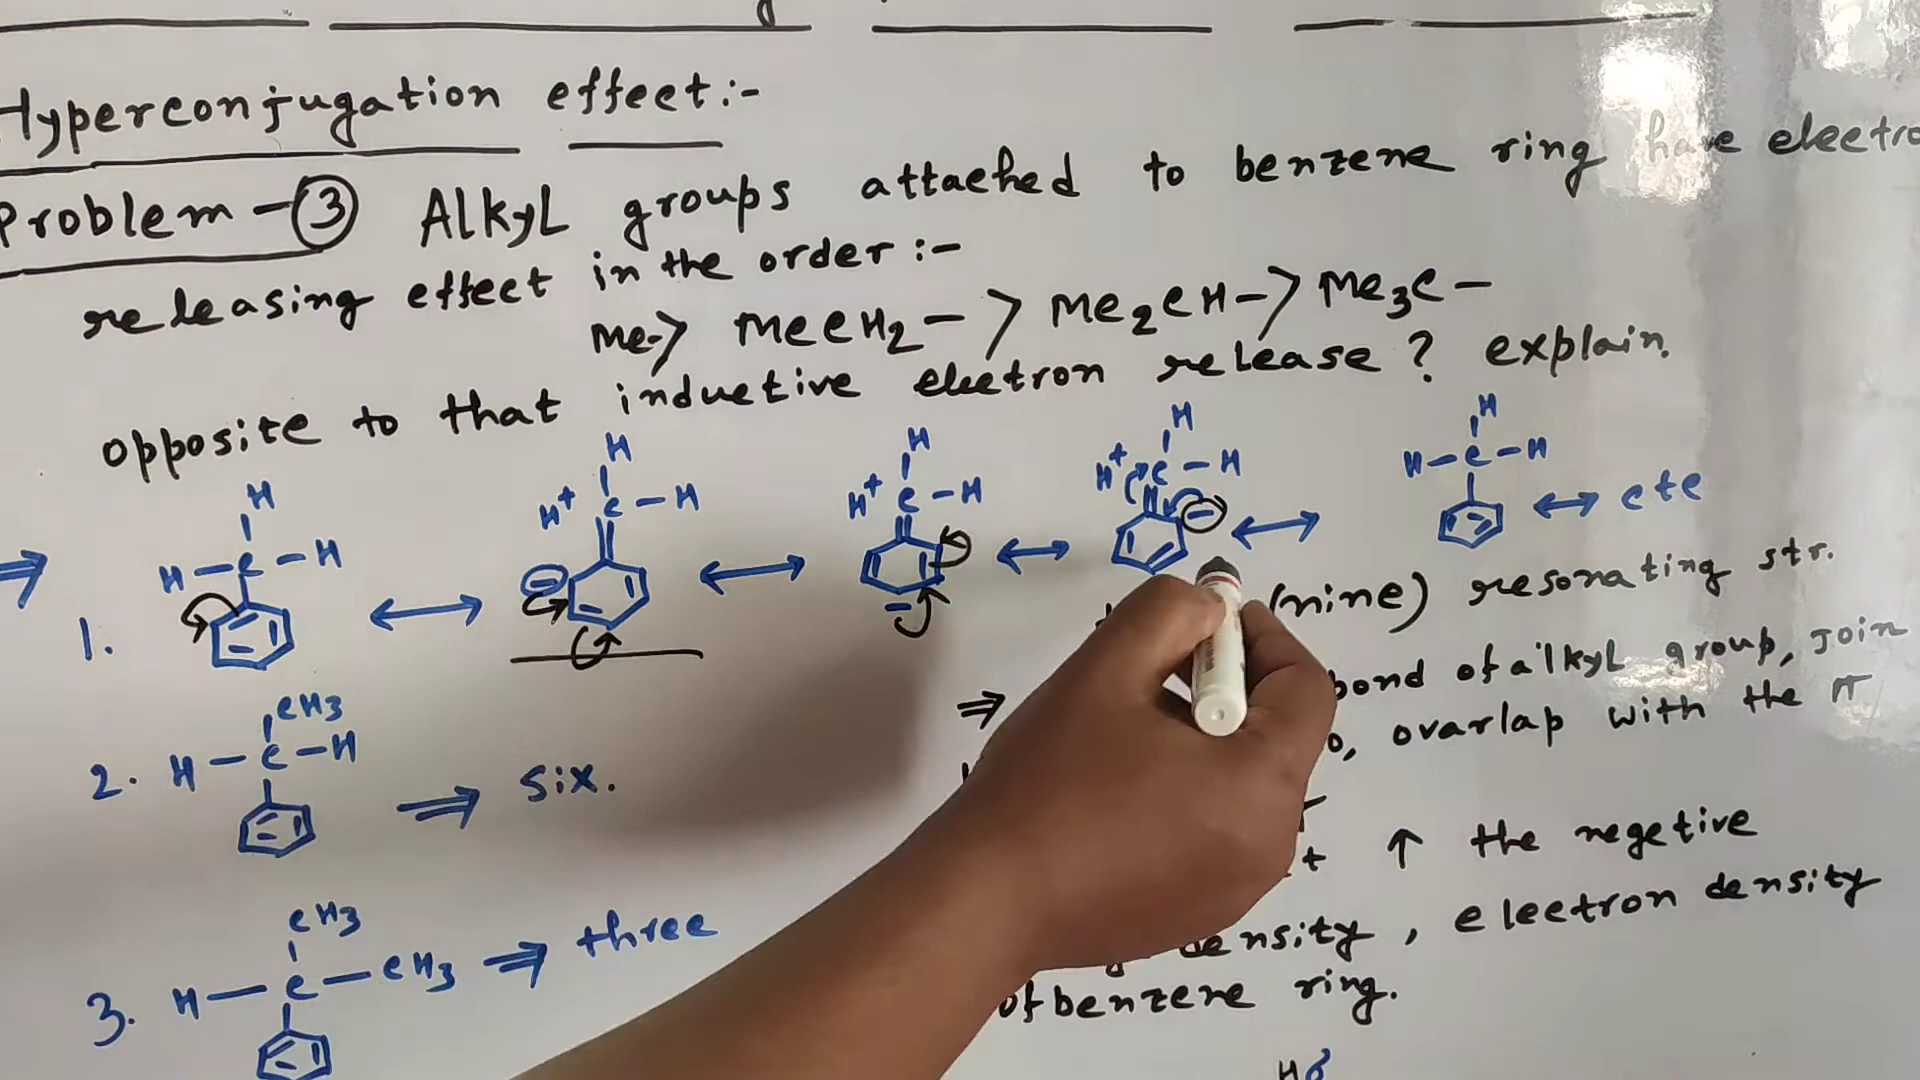 Hyperconjugation effect:-
Problem - ③ Alkyl groups attached to benzene ring have electro
releasing effect in the order :-
Me-> MeCH2- > Me2CH-> Me3C-
opposite to that inductive electron release? explain.
H H H H H
H-C-H H+ C-H H+ C-H H+ C-H H-C-H
⇒ ↔ ⊖ ↔ - ↔ ⊖ ↔ ↔ etc
1. (nine) resonating str.
⇒ bond of alkyl group, join
overlap with the π
CH3
2. H-C-H ⇒ six.
↑ the negetive
density, electron density
of benzene ring.
CH3
3. H-C-CH3 ⇒ three
H